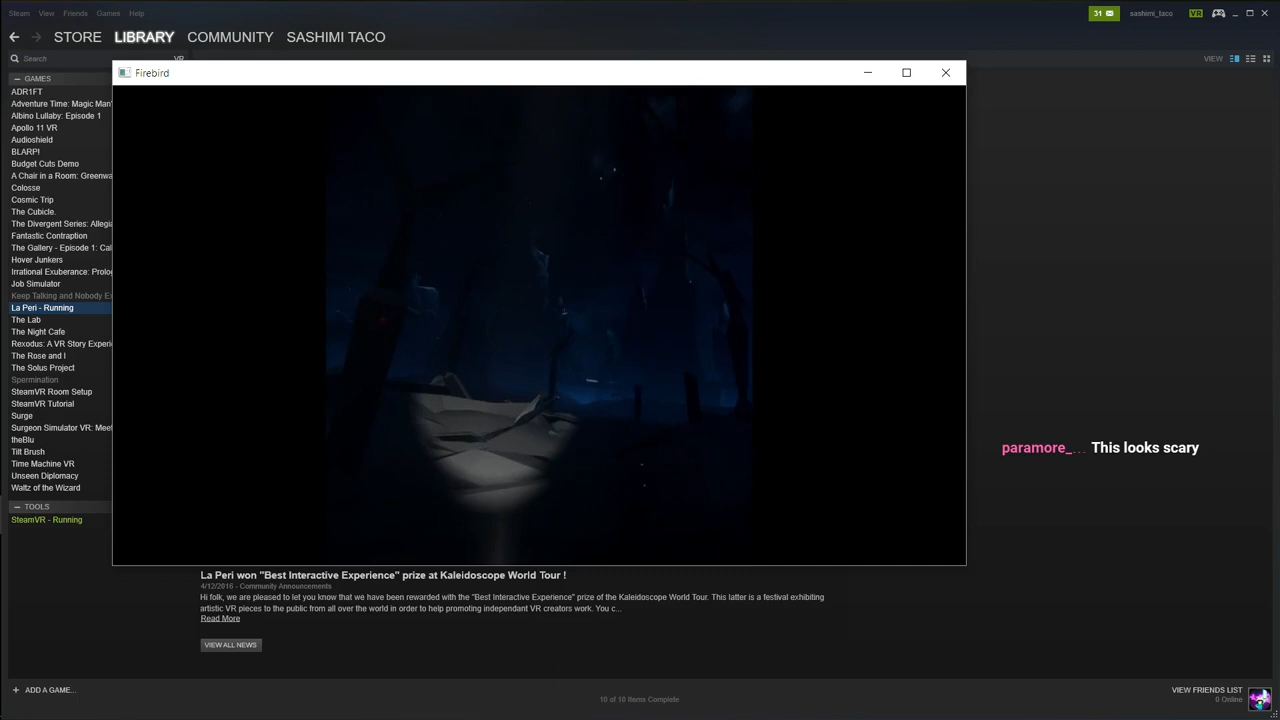 Steam View Friends Games Help
31
sashimi_taco
VR
STORE LIBRARY COMMUNITY SASHIMI TACO
Search
VR
VIEW
— GAMES
ADR1FT
Adventure Time: Magic Man'
Albino Lullaby: Episode 1
Apollo 11 VR
Audioshield
BLARP!
Budget Cuts Demo
A Chair in a Room: Greenwa
Colosse
Cosmic Trip
The Cubicle.
The Divergent Series: Allegia
Fantastic Contraption
The Gallery - Episode 1: Cal
Hover Junkers
Irrational Exuberance: Prolog
Job Simulator
Keep Talking and Nobody Ex
La Peri - Running
The Lab
The Night Cafe
Rexodus: A VR Story Experi
The Rose and I
The Solus Project
Spermination
SteamVR Room Setup
SteamVR Tutorial
Surge
Surgeon Simulator VR: Meet
theBlu
Tilt Brush
Time Machine VR
Unseen Diplomacy
Waltz of the Wizard
— TOOLS
SteamVR - Running
Firebird
paramore_... This looks scary
La Peri won "Best Interactive Experience" prize at Kaleidoscope World Tour !
4/12/2016 - Community Announcements
Hi folk, we are pleased to let you know that we have been rewarded with the "Best Interactive Experience" prize of the Kaleidoscope World Tour. This latter is a festival exhibiting
artistic VR pieces to the public from all over the world in order to help promoting independant VR creators work. You c...
Read More
VIEW ALL NEWS
+ ADD A GAME...
10 of 10 Items Complete
VIEW FRIENDS LIST
0 Online